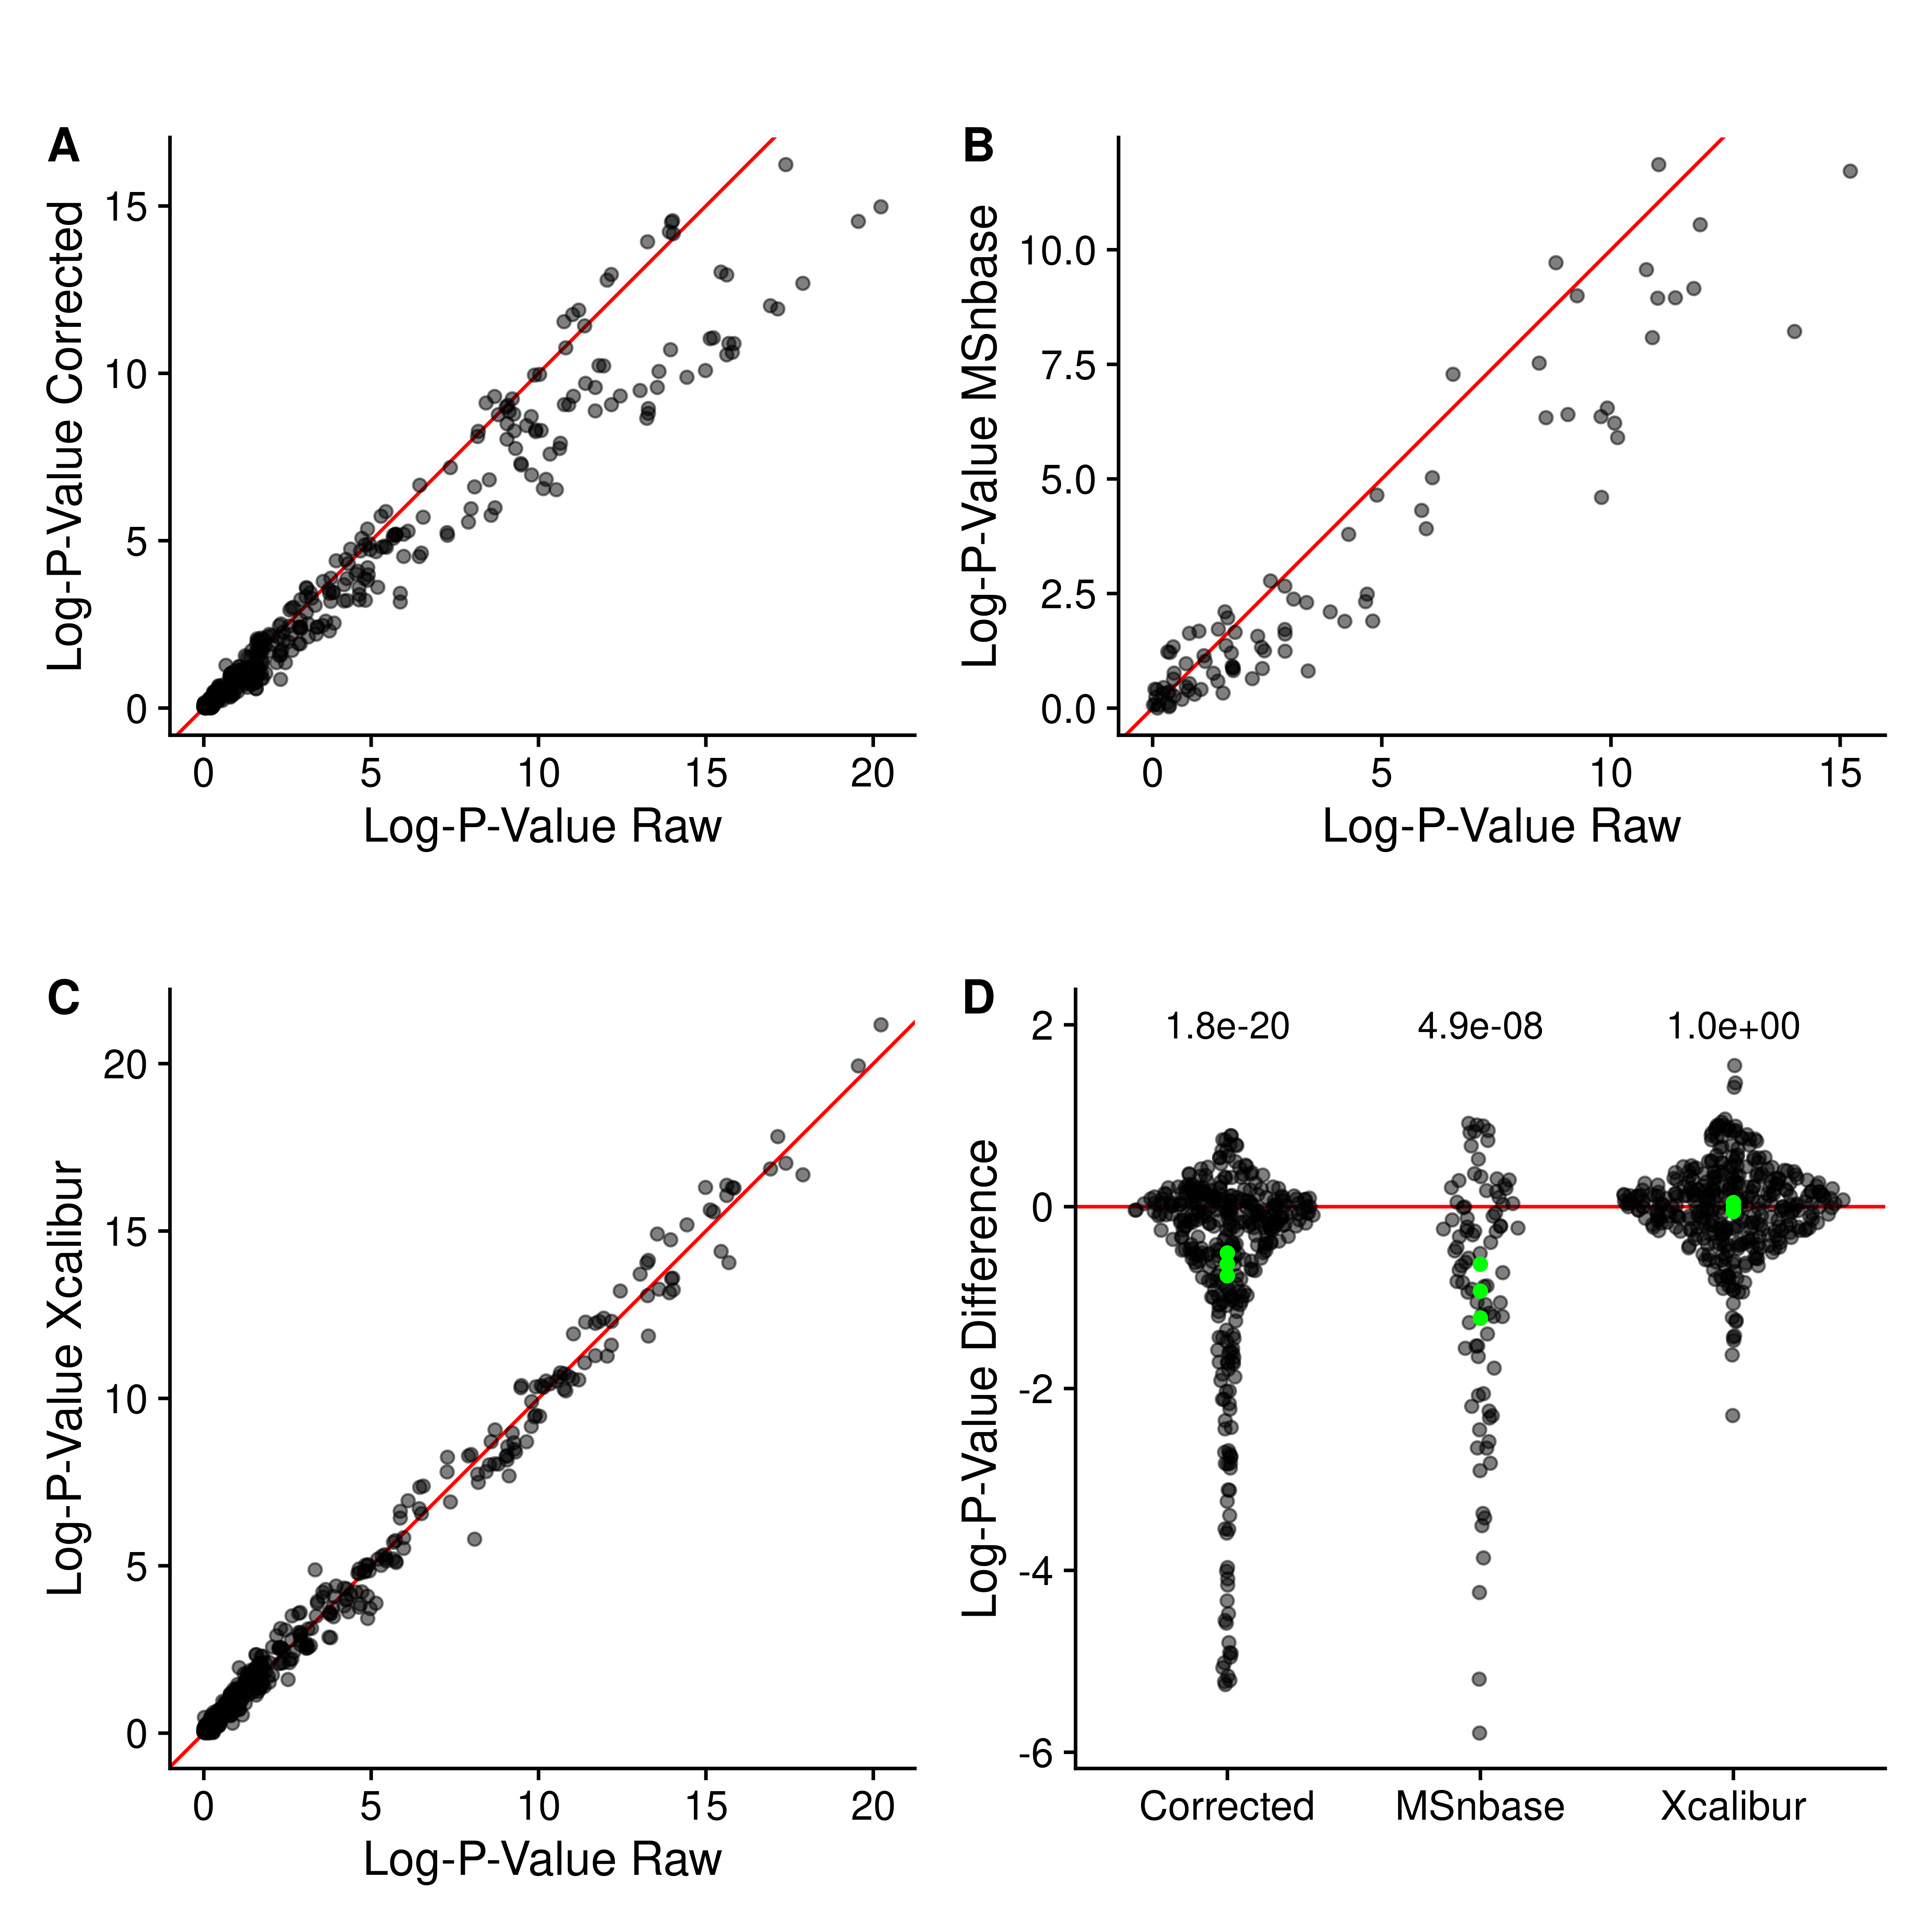 A
Log-P-Value Corrected
15
10
5
0
0 5 10 15 20
Log-P-Value Raw
B
Log-P-Value MSnbase
10.0
7.5
5.0
2.5
0.0
0 5 10 15
Log-P-Value Raw
C
Log-P-Value Xcalibur
20
15
10
5
0
0 5 10 15 20
Log-P-Value Raw
D
Log-P-Value Difference
1.8e-20 4.9e-08 1.0e+00
2
0
-2
-4
-6
Corrected MSnbase Xcalibur